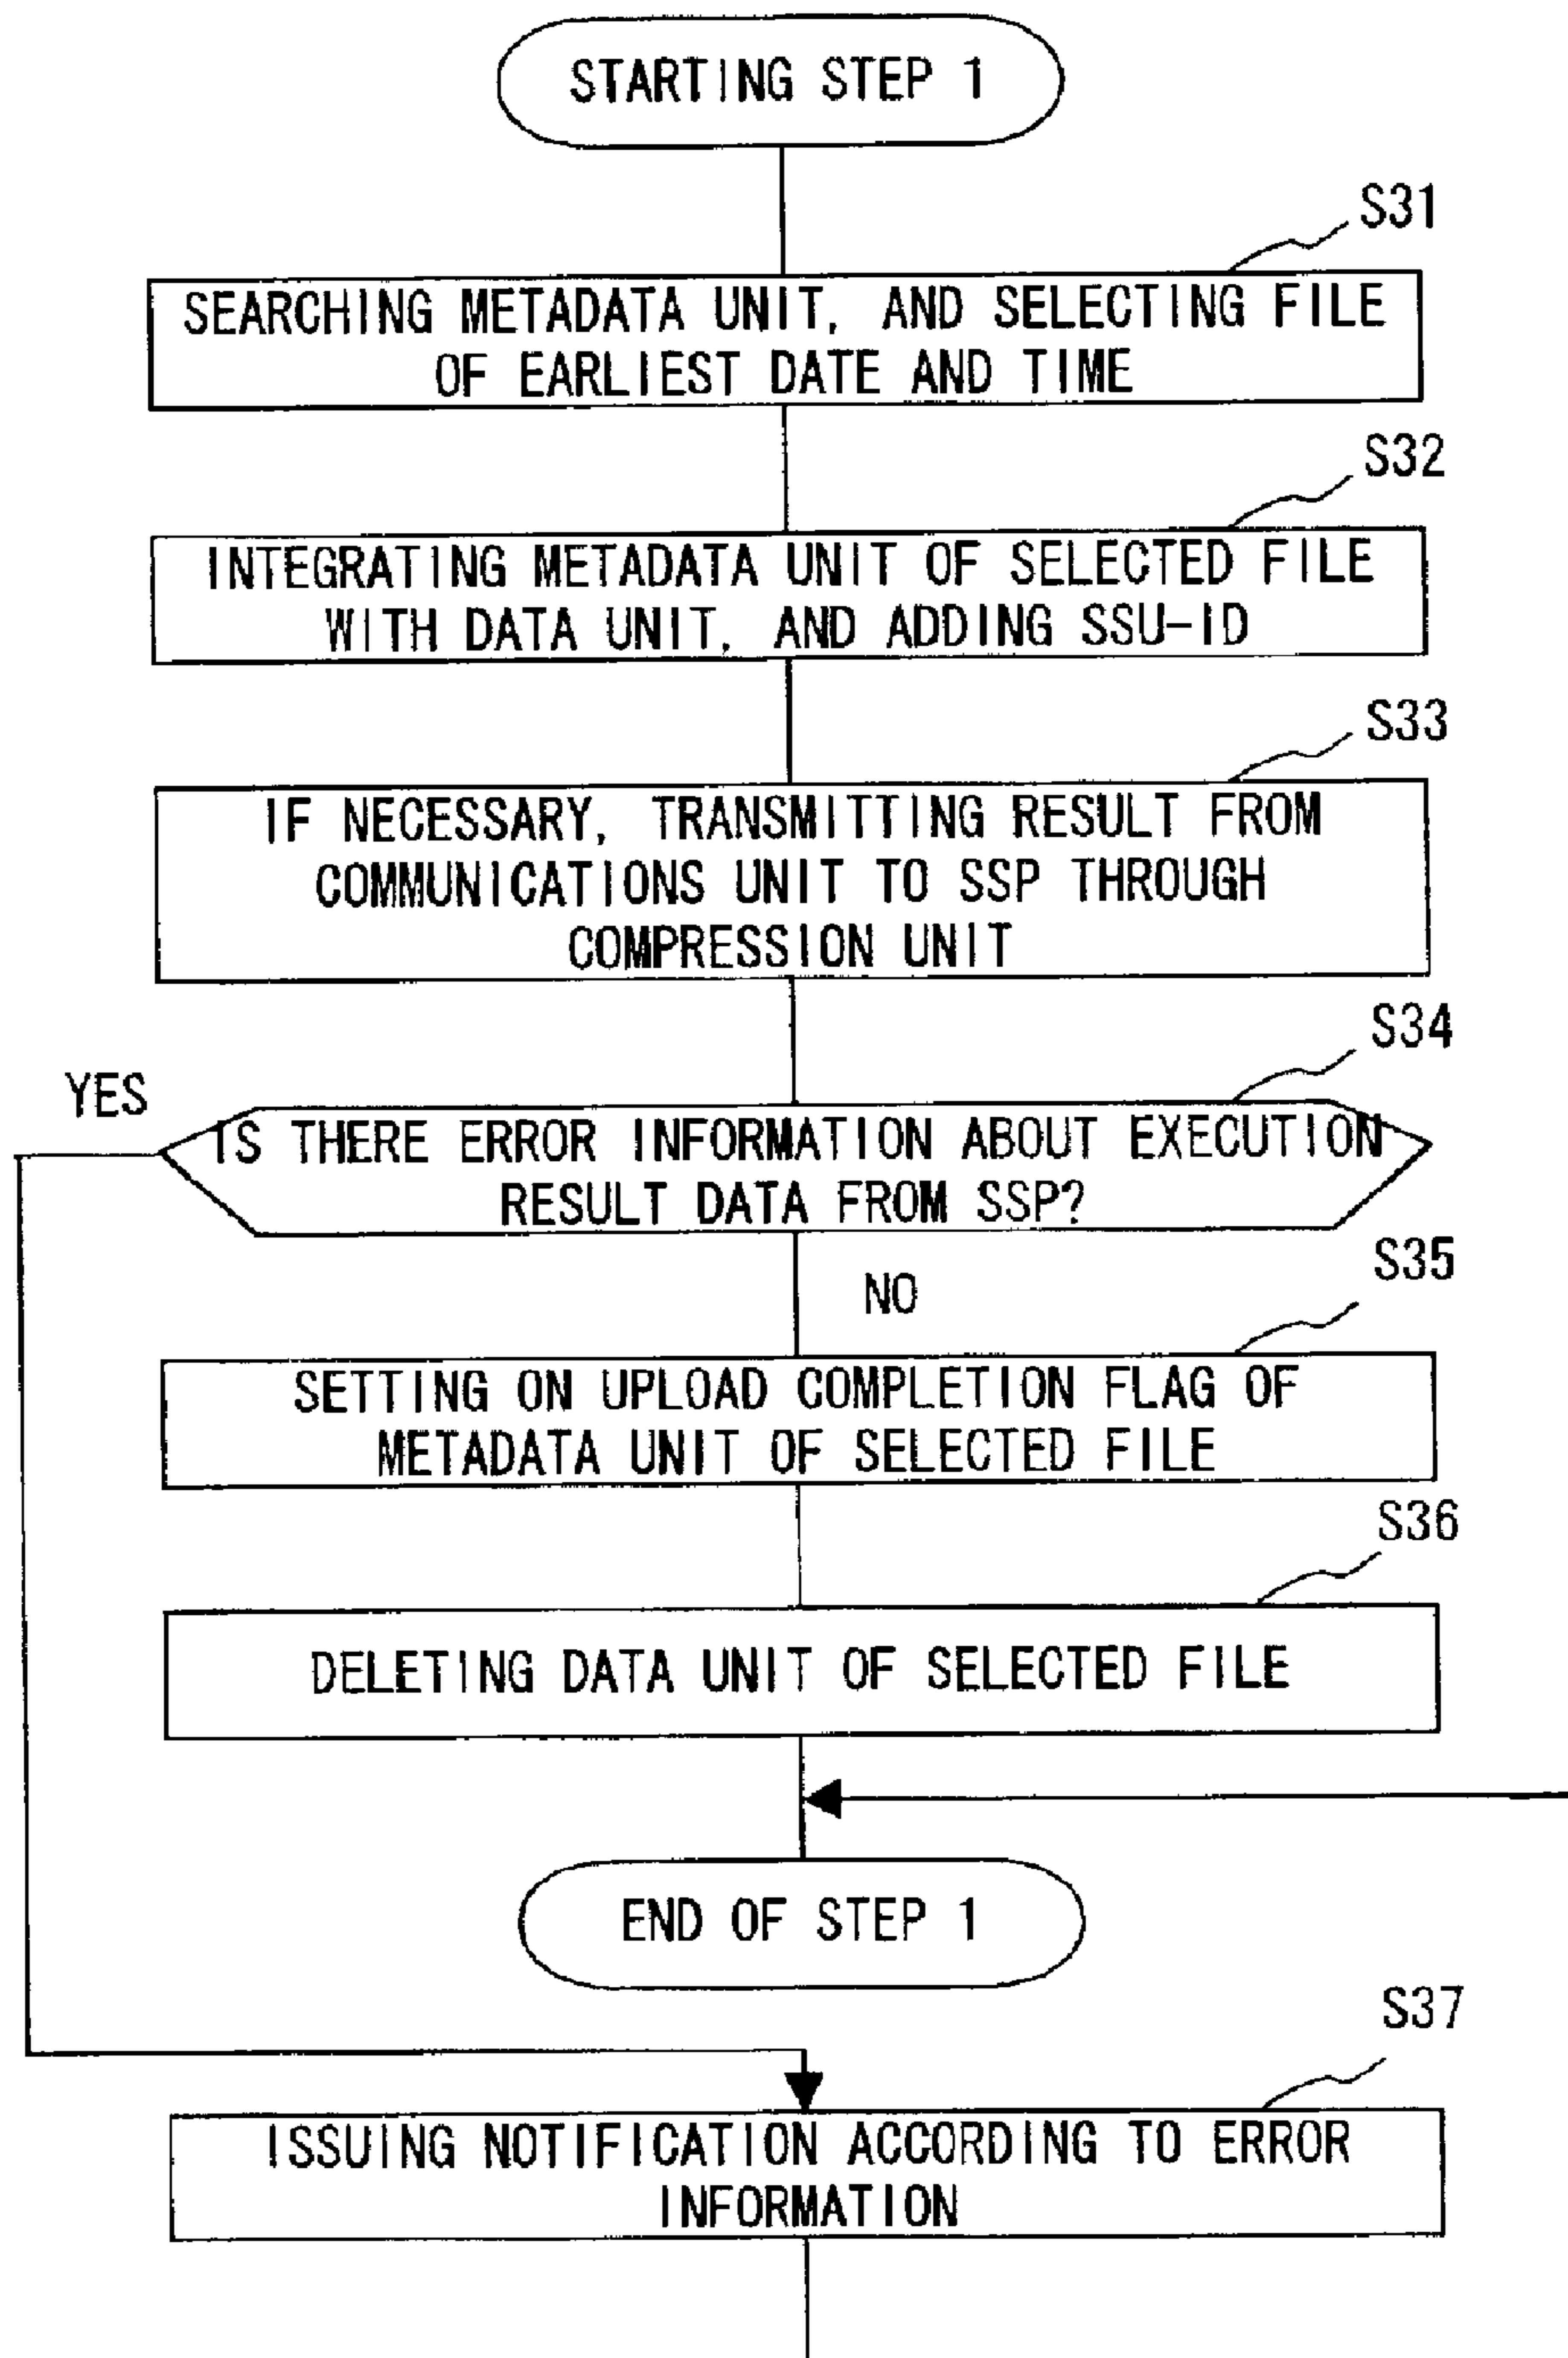 STARTING STEP 1
S31
SEARCHING METADATA UNIT, AND SELECTING FILE
OF EARLIEST DATE AND TIME
S32
INTEGRATING METADATA UNIT OF SELECTED FILE
WITH DATA UNIT, AND ADDING SSU-ID
S33
IF NECESSARY, TRANSMITTING RESULT FROM
COMMUNICATIONS UNIT TO SSP THROUGH
COMPRESSION UNIT
S34
YES
IS THERE ERROR INFORMATION ABOUT EXECUTION
RESULT DATA FROM SSP?
S35
NO
SETTING ON UPLOAD COMPLETION FLAG OF
METADATA UNIT OF SELECTED FILE
S36
DELETING DATA UNIT OF SELECTED FILE
END OF STEP 1
S37
ISSUING NOTIFICATION ACCORDING TO ERROR
INFORMATION